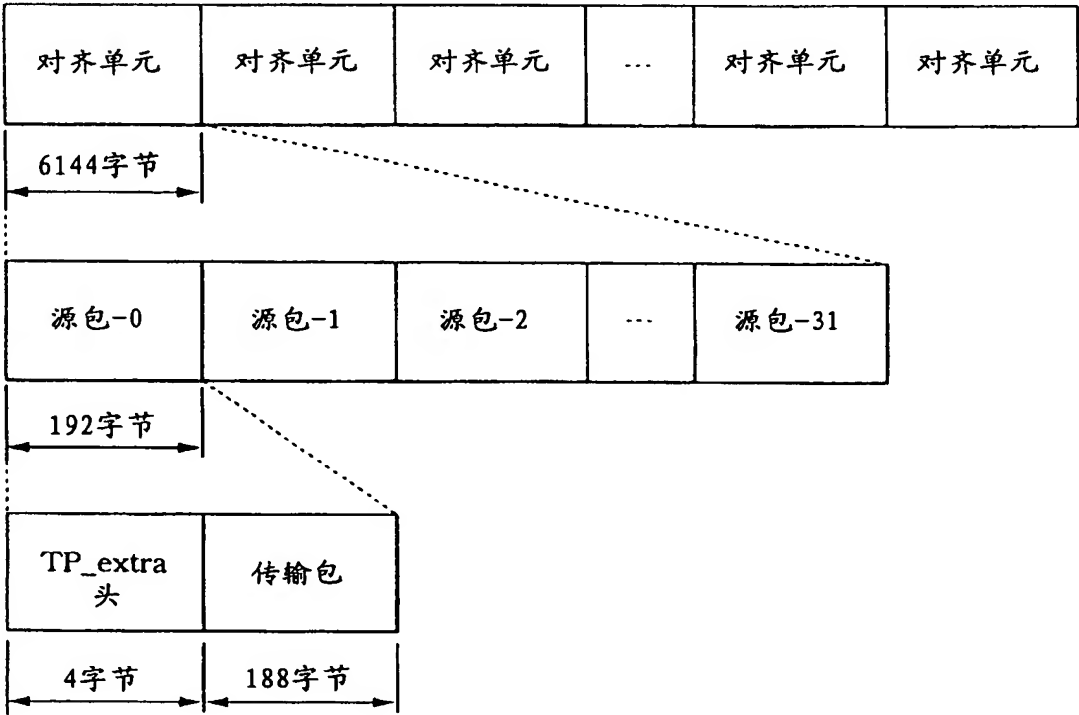 对齐单元 对齐单元 对齐单元 ... 对齐单元 对齐单元
6144字节
源包-0 源包-1 源包-2 ... 源包-31
192字节
TP_extra
头
传输包
4字节 188字节